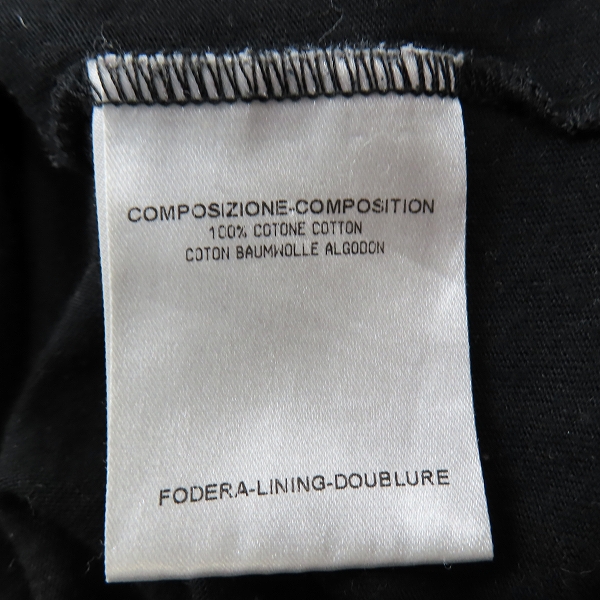 COMPOSIZIONE-COMPOSITION
100% COTONE COTTON
COTON BAUMWOLLE ALGODON
FODERA-LINING-DOUBLURE